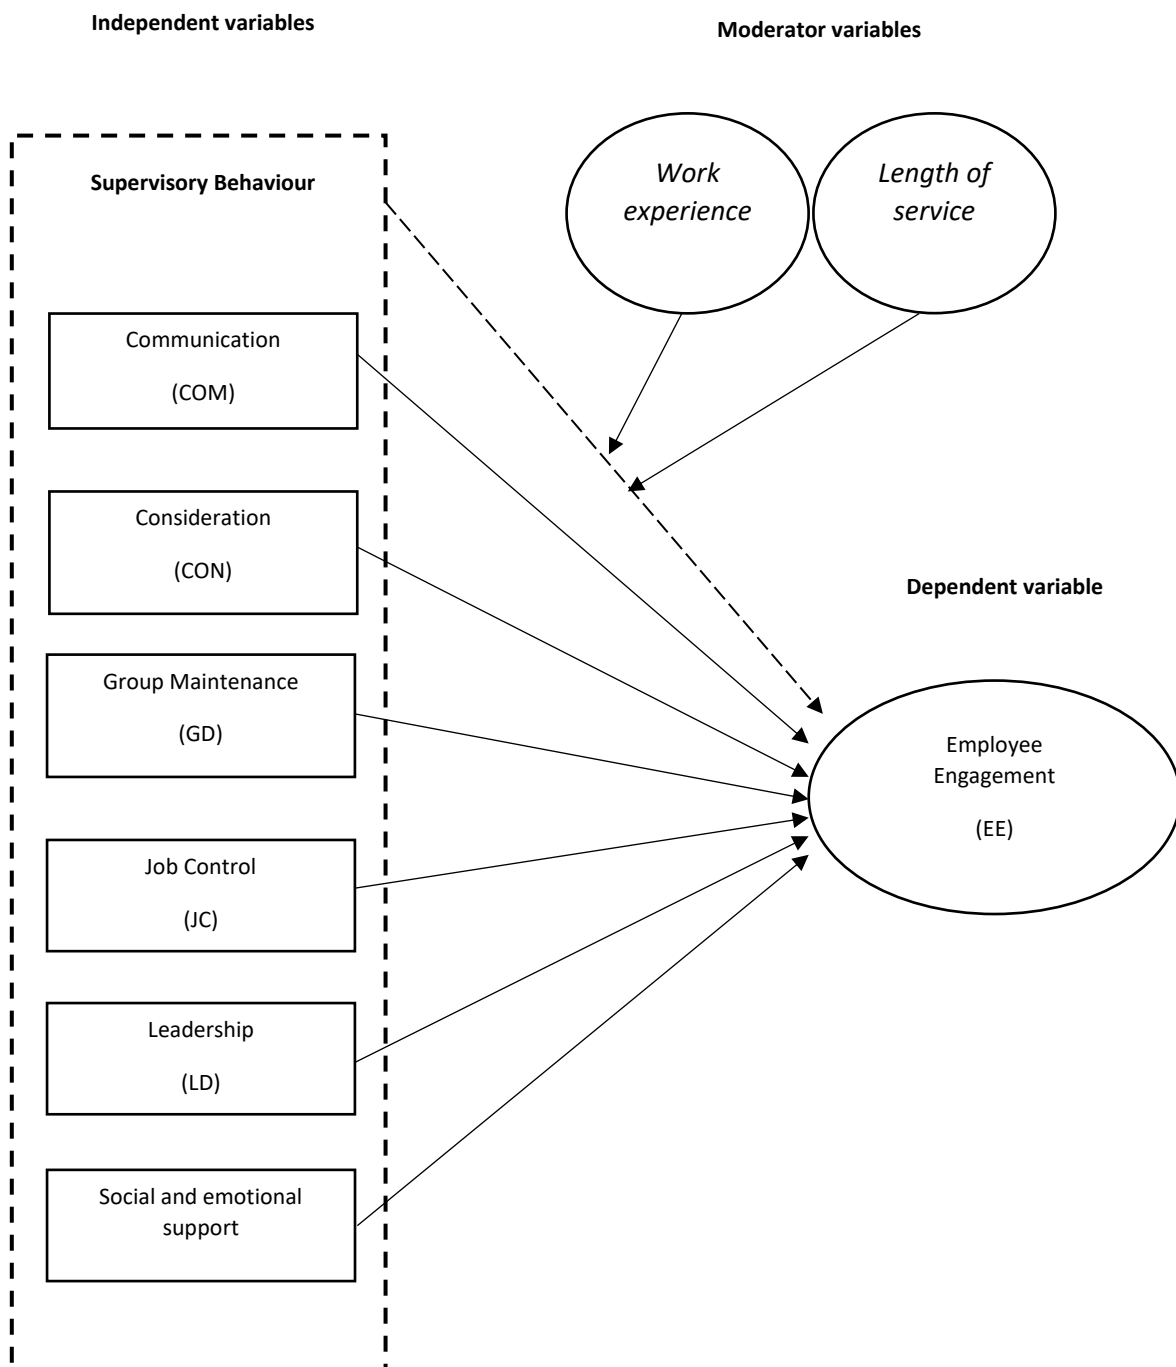 Independent variables
Moderator variables
Supervisory Behaviour
Work
experience
Length of
service
Communication
(COM)
Consideration
(CON)
Group Maintenance
(GD)
Job Control
(JC)
Leadership
(LD)
Social and emotional
support
Dependent variable
Employee
Engagement
(EE)